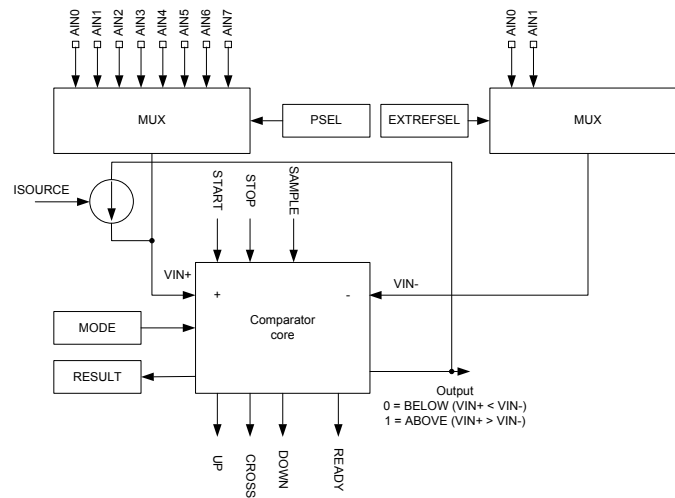 AIN0
AIN1
AIN2
AIN3
AIN4
AIN5
AIN6
AIN7
AIN0
AIN1
MUX
PSEL
EXTREFSEL
MUX
ISOURCE
START
STOP
SAMPLE
VIN+
VIN-
+
-
Comparator
core
MODE
RESULT
Output
0 = BELOW (VIN+ < VIN-)
1 = ABOVE (VIN+ > VIN-)
UP
CROSS
DOWN
READY